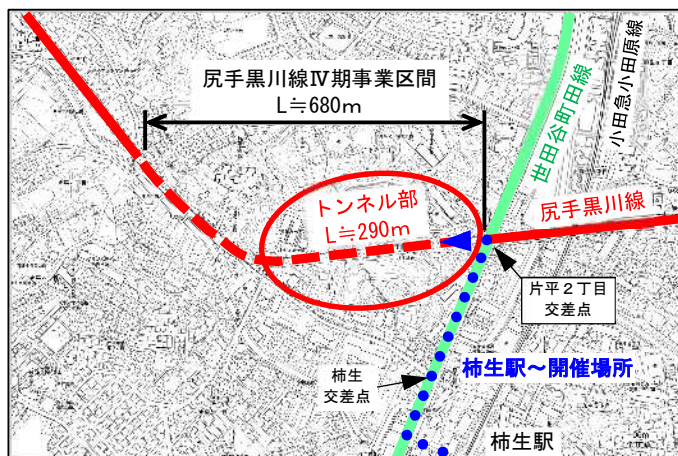 尻手黒川線Ⅳ期事業区間
L≒680m
世田谷町田線
小田急小田原線
トンネル部
L≒290m
尻手黒川線
片平2丁目
交差点
柿生駅～開催場所
柿生
交差点
柿生駅